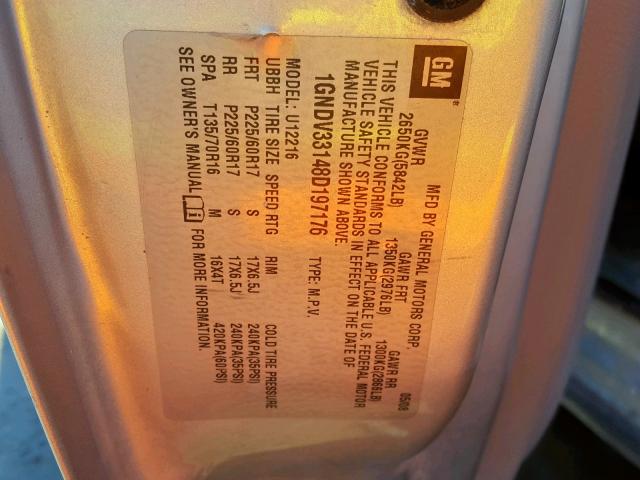 GM ®
MFD BY GENERAL MOTORS CORP. 05/08
GVWR GAWR FRT GAWR RR
2650KG(5842LB) 1350KG(2976LB) 1300KG(2866LB)
THIS VEHICLE CONFORMS TO ALL APPLICABLE U.S. FEDERAL MOTOR
VEHICLE SAFETY STANDARDS IN EFFECT ON THE DATE OF
MANUFACTURE SHOWN ABOVE.
1GNDV33148D197176 TYPE: M.P.V.
MODEL: U12216
UBBH TIRE SIZE SPEED RTG RIM COLD TIRE PRESSURE
FRT P225/60R17 S 17X6.5J 240KPA(35PSI)
RR P225/60R17 S 17X6.5J 240KPA(35PSI)
SPA T135/70R16 M 16X4T 420KPA(60PSI)
SEE OWNER'S MANUAL i FOR MORE INFORMATION.